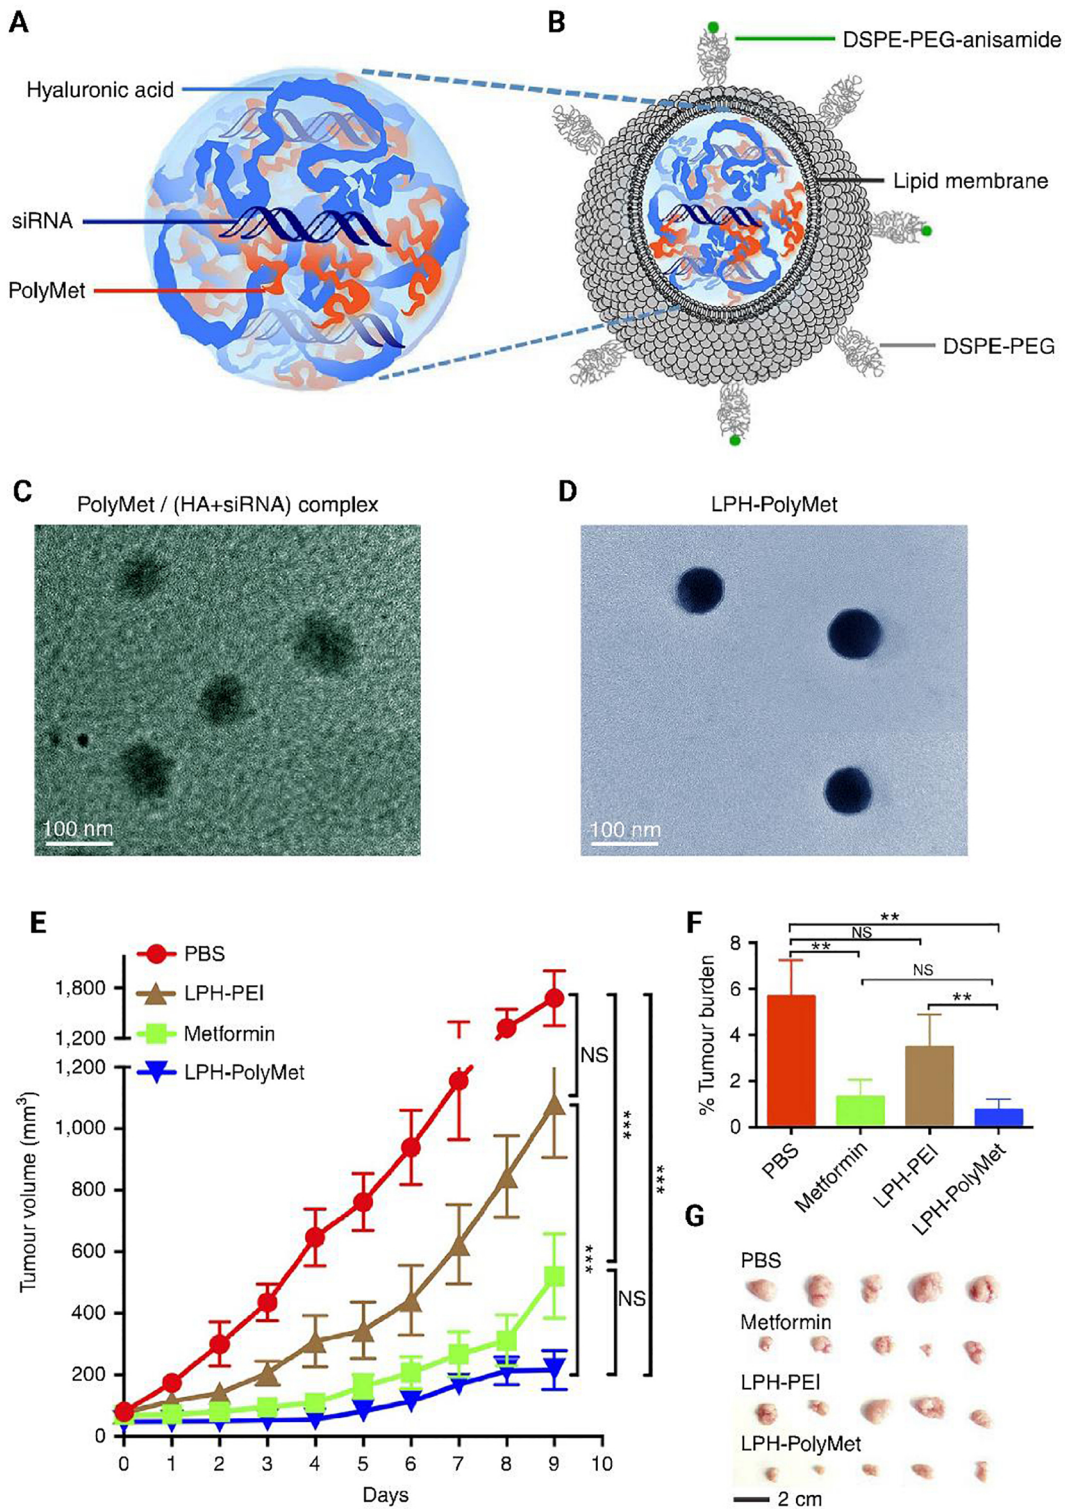 A
B
DSPE-PEG-anisamide
Hyaluronic acid
Lipid membrane
siRNA
PolyMet
DSPE-PEG
C
PolyMet / (HA+siRNA) complex
100 nm
D
LPH-PolyMet
100 nm
E
PBS
LPH-PEI
Metformin
LPH-PolyMet
Tumour volume (mm³)
1,800
1,200
1,200
1,000
800
600
400
200
0
0 1 2 3 4 5 6 7 8 9 10
Days
NS
***
***
***
NS
F
% Tumour burden
8
6
4
2
0
**
NS
**
NS
**
PBS
Metformin
LPH-PEI
LPH-PolyMet
G
PBS
Metformin
LPH-PEI
LPH-PolyMet
2 cm